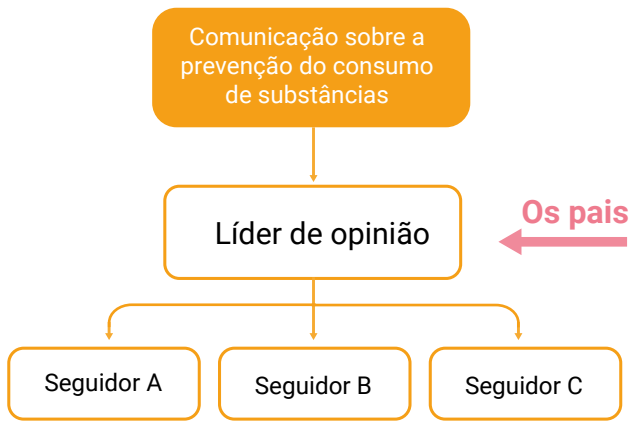 Comunicação sobre a
prevenção do consumo
de substâncias
Líder de opinião
Os pais
Seguidor A
Seguidor B
Seguidor C